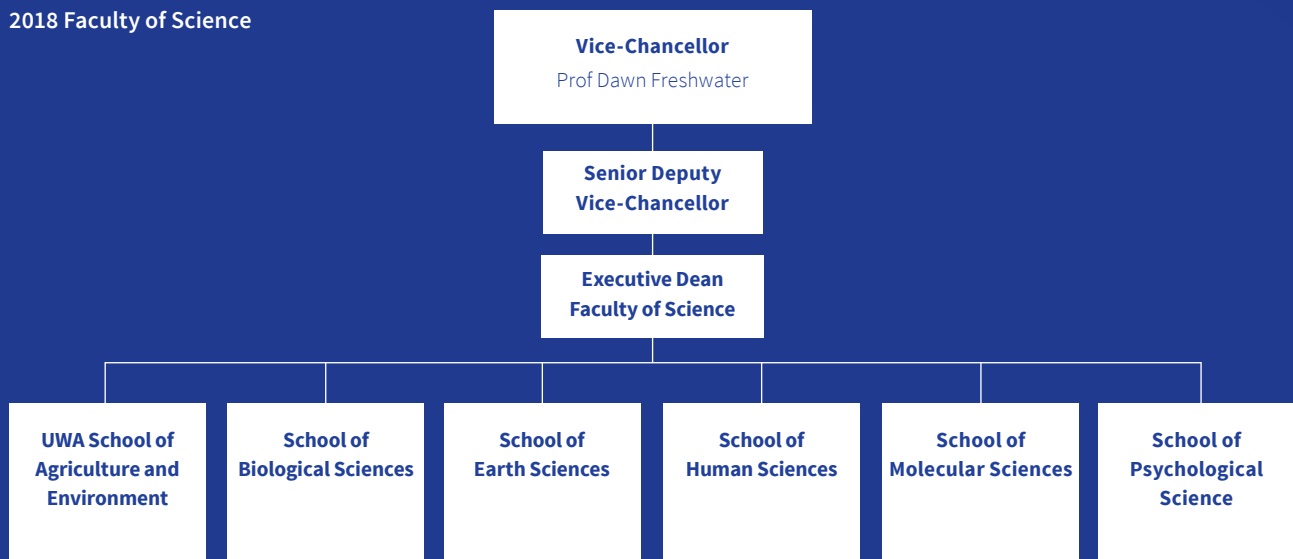 2018 Faculty of Science
Vice-Chancellor
Prof Dawn Freshwater
Senior Deputy
Vice-Chancellor
Executive Dean
Faculty of Science
UWA School of
Agriculture and
Environment
School of
Biological Sciences
School of
Earth Sciences
School of
Human Sciences
School of
Molecular Sciences
School of
Psychological
Science